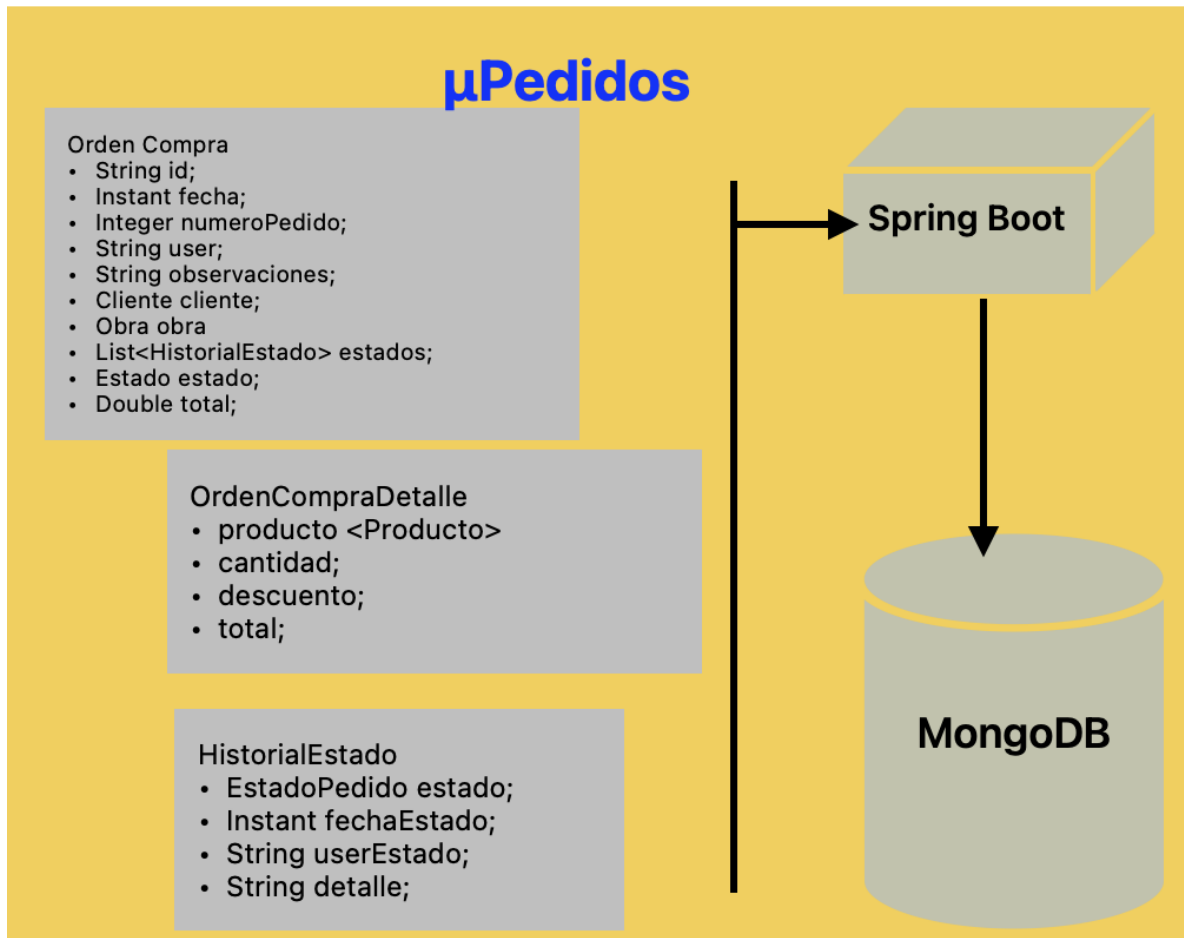 µPedidos
Orden Compra
• String id;
• Instant fecha;
• Integer numeroPedido;
• String user;
• String observaciones;
• Cliente cliente;
• Obra obra
• List<HistorialEstado> estados;
• Estado estado;
• Double total;
Spring Boot
OrdenCompraDetalle
• producto <Producto>
• cantidad;
• descuento;
• total;
MongoDB
HistorialEstado
• EstadoPedido estado;
• Instant fechaEstado;
• String userEstado;
• String detalle;